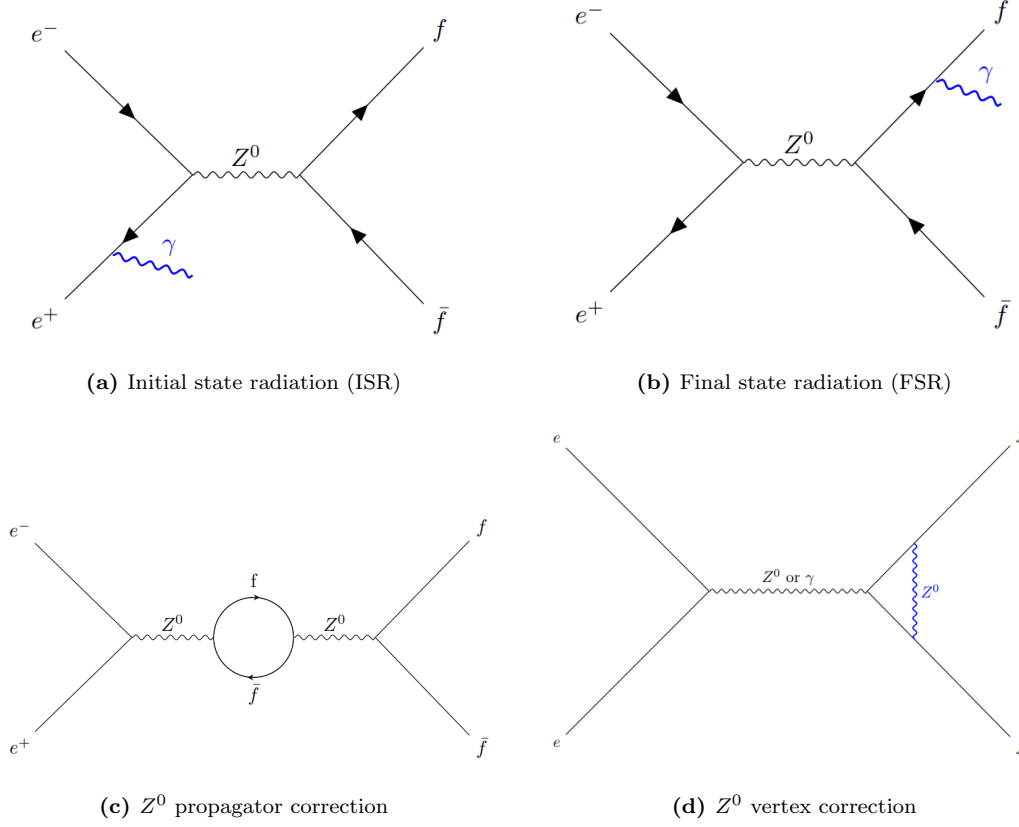 e⁻
f
Z⁰
γ
e⁺
f̄
(a) Initial state radiation (ISR)
e⁻
f
γ
Z⁰
e⁺
f̄
(b) Final state radiation (FSR)
e⁻
f
f
Z⁰
Z⁰
f̄
e⁺
f̄
(c) Z⁰ propagator correction
e
Z⁰ or γ
Z⁰
e
(d) Z⁰ vertex correction